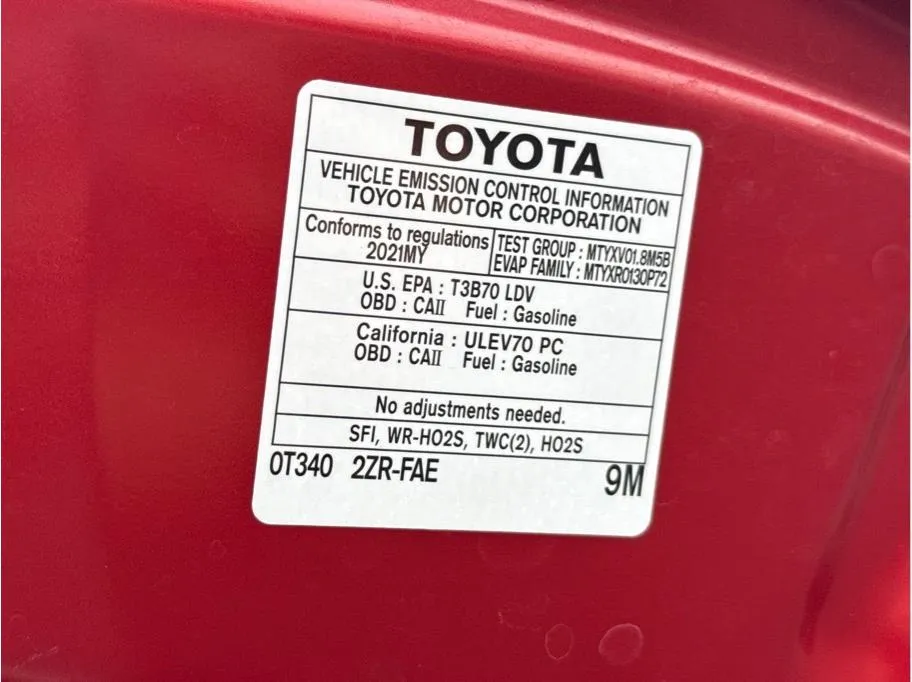 TOYOTA
VEHICLE EMISSION CONTROL INFORMATION
TOYOTA MOTOR CORPORATION
Conforms to regulations
2021MY
TEST GROUP : MTYXV01.8M5B
EVAP FAMILY : MTYXR0130P72
U.S. EPA : T3B70 LDV
OBD : CAII Fuel : Gasoline
California : ULEV70 PC
OBD : CAII Fuel : Gasoline
No adjustments needed.
SFI, WR-HO2S, TWC(2), HO2S
0T340 2ZR-FAE 9M